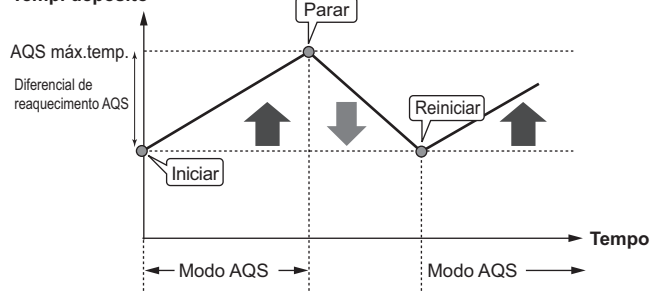 Temp. depósito
Parar
AQS máx.temp.
Diferencial de
reaquecimento AQS
Reiniciar
Iniciar
Tempo
Modo AQS
Modo AQS